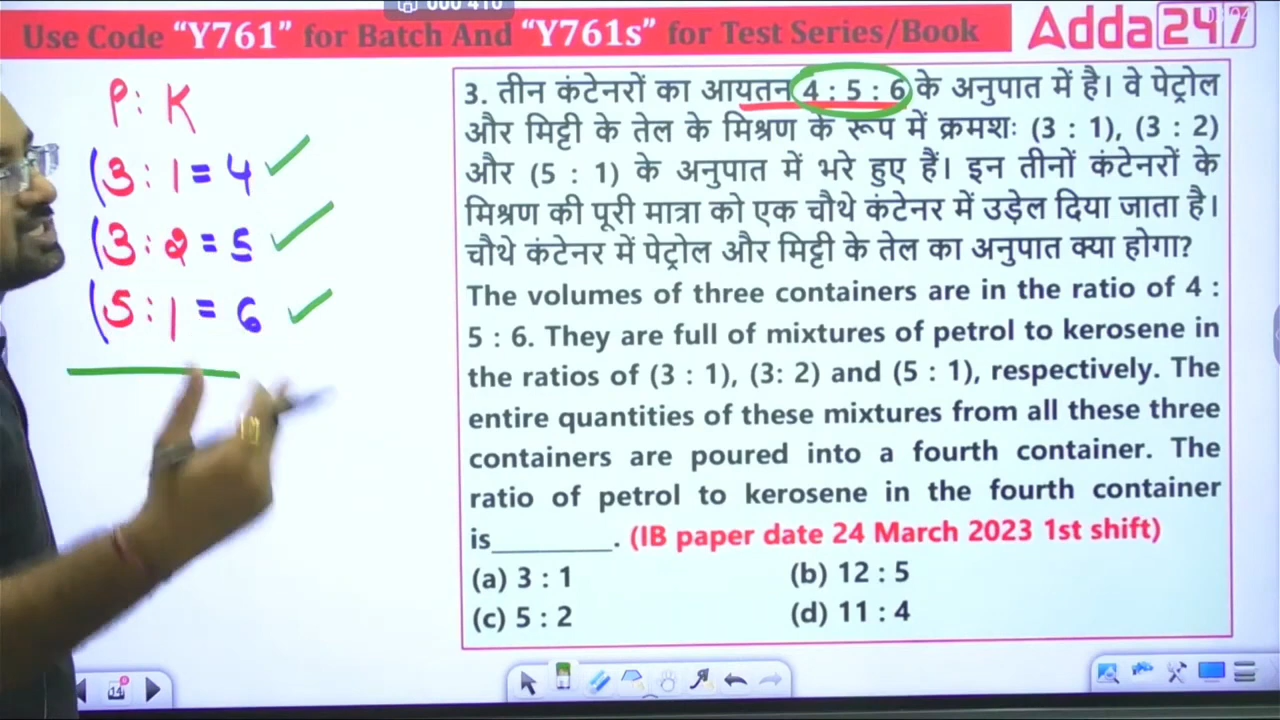 Use Code “Y761” for Batch And “Y761s” for Test Series/Book
Adda247
P : K
(3 : 1 = 4
(3 : 2 = 5
(5 : 1 = 6
3. तीन कंटेनरों का आयतन 4 : 5 : 6 के अनुपात में है। वे पेट्रोल
और मिट्टी के तेल के मिश्रण के रूप में क्रमशः (3 : 1), (3 : 2)
और (5 : 1) के अनुपात में भरे हुए हैं। इन तीनों कंटेनरों के
मिश्रण की पूरी मात्रा को एक चौथे कंटेनर में उड़ेल दिया जाता है।
चौथे कंटेनर में पेट्रोल और मिट्टी के तेल का अनुपात क्या होगा?
The volumes of three containers are in the ratio of 4 :
5 : 6. They are full of mixtures of petrol to kerosene in
the ratios of (3 : 1), (3: 2) and (5 : 1), respectively. The
entire quantities of these mixtures from all these three
containers are poured into a fourth container. The
ratio of petrol to kerosene in the fourth container
is________. (IB paper date 24 March 2023 1st shift)
(a) 3 : 1 (b) 12 : 5
(c) 5 : 2 (d) 11 : 4
14